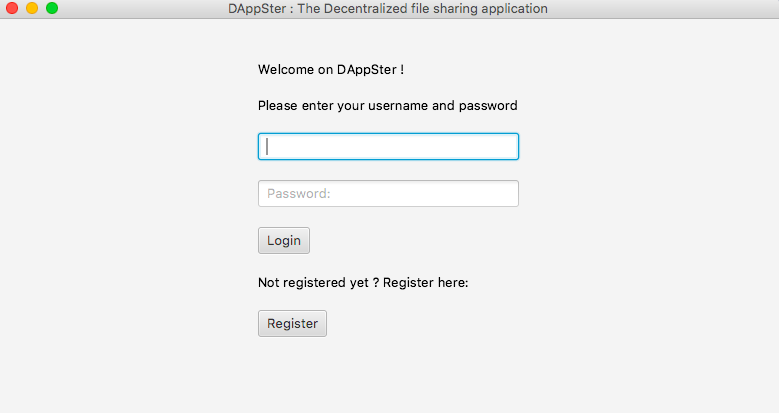 DAppSter : The Decentralized file sharing application
Welcome on DAppSter !
Please enter your username and password
Password:
Login
Not registered yet ? Register here:
Register